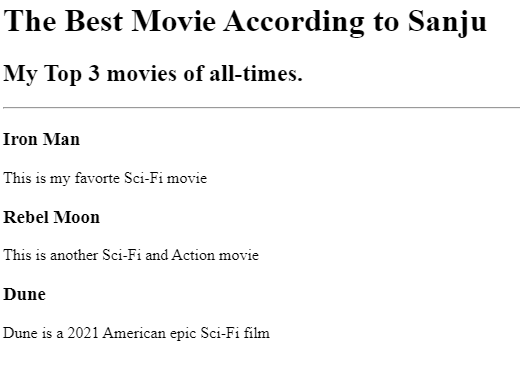 The Best Movie According to Sanju
My Top 3 movies of all-times.
Iron Man
This is my favorte Sci-Fi movie
Rebel Moon
This is another Sci-Fi and Action movie
Dune
Dune is a 2021 American epic Sci-Fi film